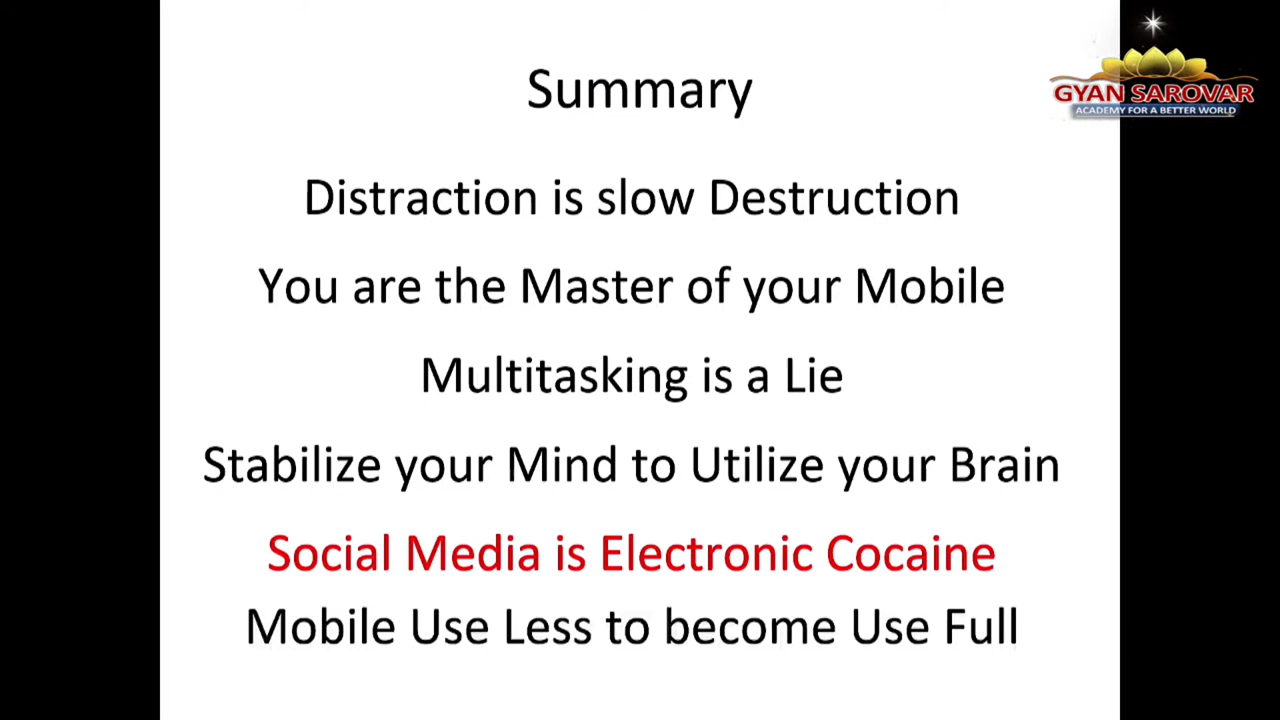 Summary
GYAN SAROVAR
ACADEMY FOR A BETTER WORLD
Distraction is slow Destruction
You are the Master of your Mobile
Multitasking is a Lie
Stabilize your Mind to Utilize your Brain
Social Media is Electronic Cocaine
Mobile Use Less to become Use Full